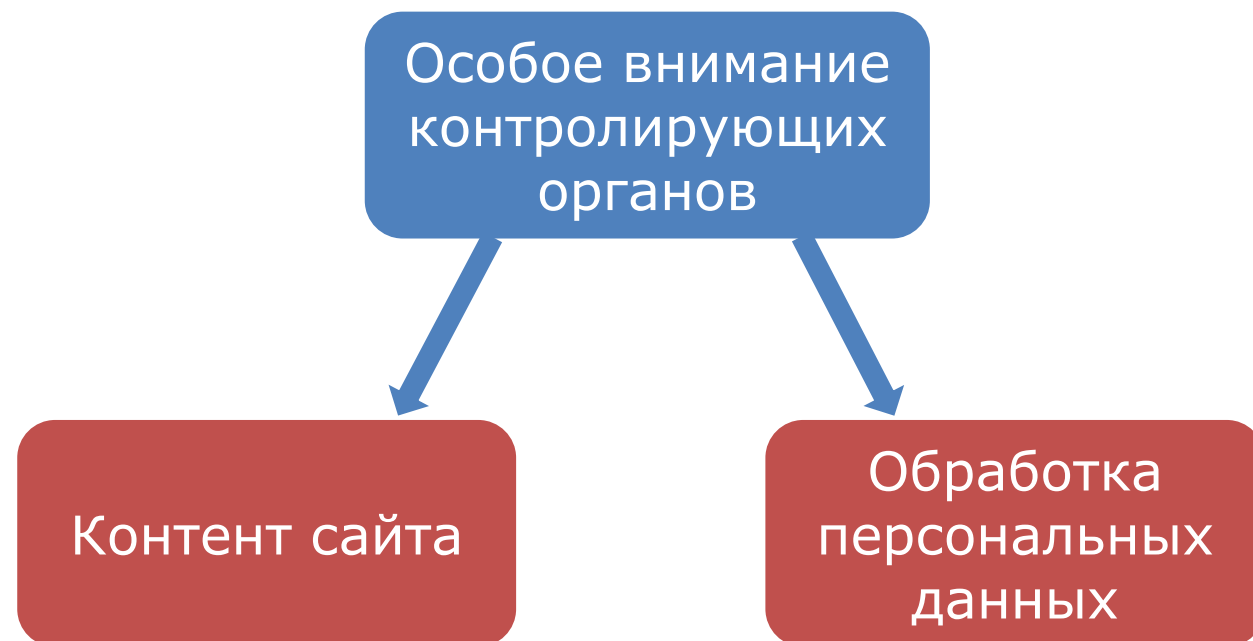 Особое внимание
контролирующих
органов
Контент сайта
Обработка
персональных
данных